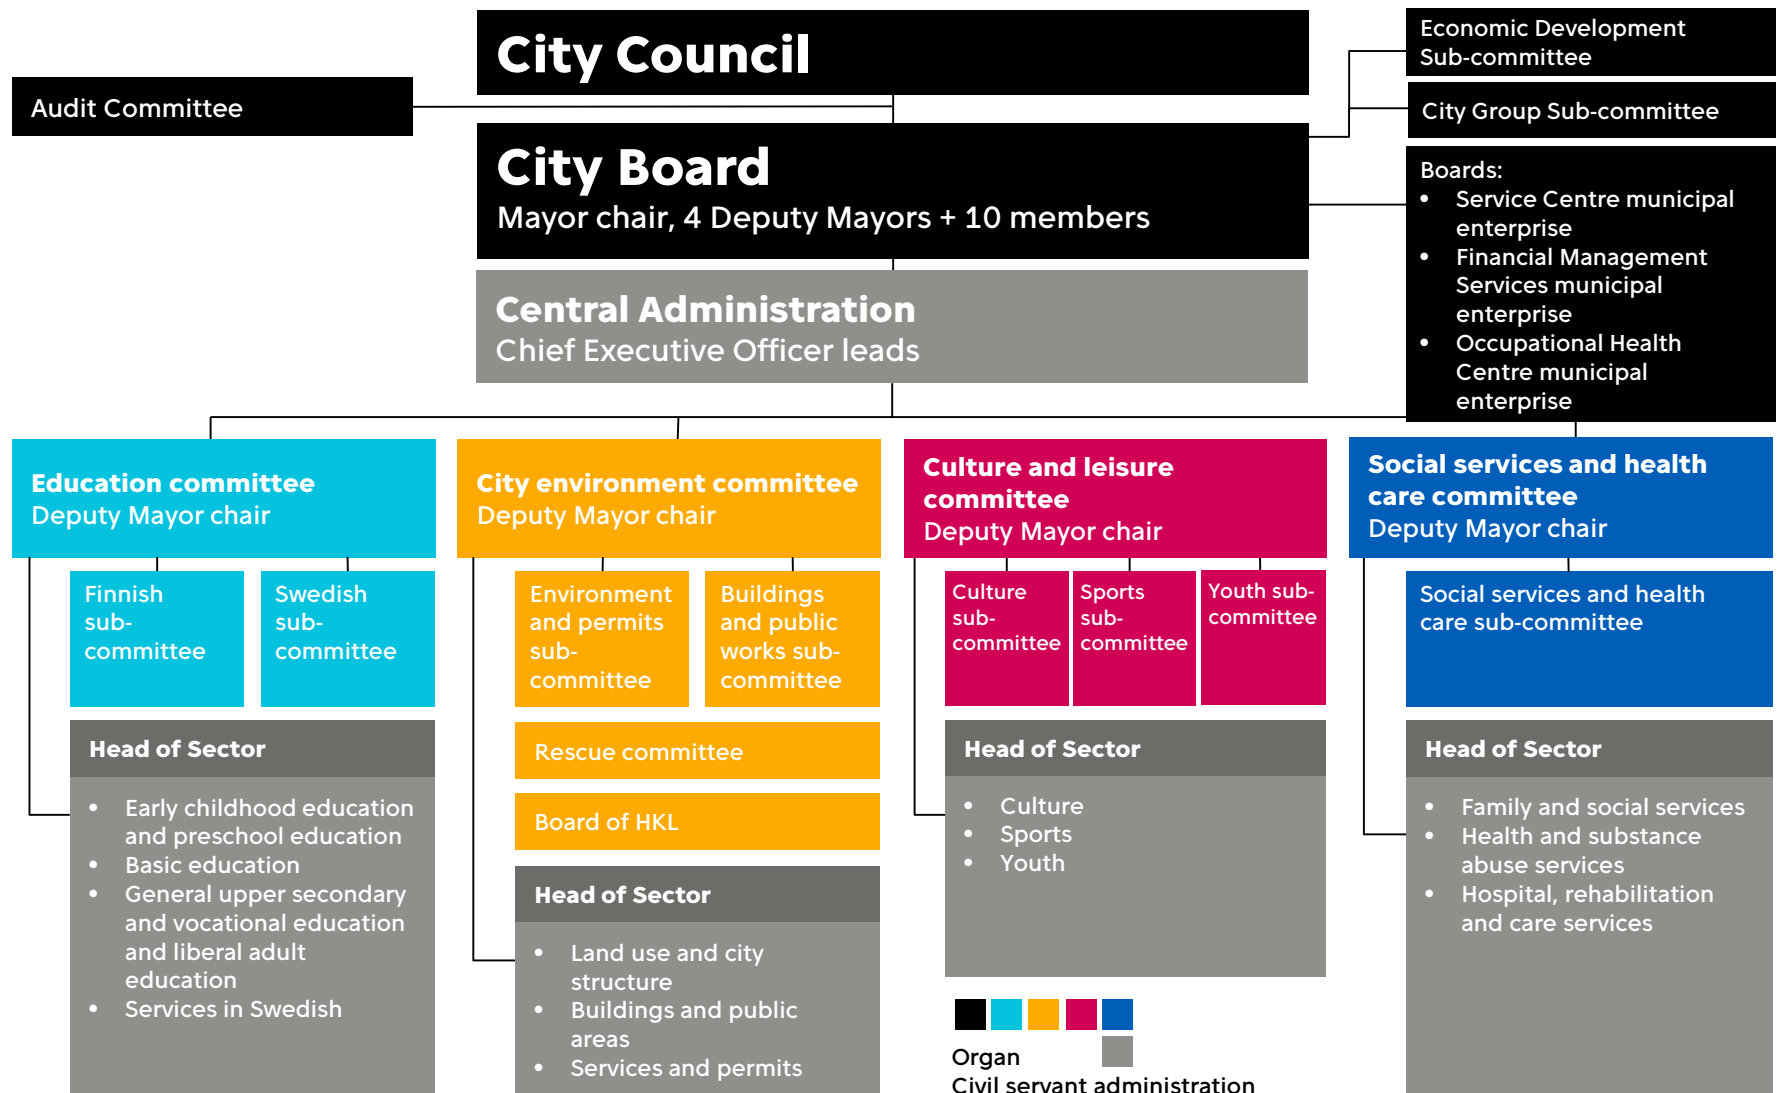 City Council
Audit Committee
Economic Development
Sub-committee
City Group Sub-committee
City Board
Mayor chair, 4 Deputy Mayors + 10 members
Boards:
• Service Centre municipal
enterprise
• Financial Management
Services municipal
enterprise
• Occupational Health
Centre municipal
enterprise
Central Administration
Chief Executive Officer leads
Education committee
Deputy Mayor chair
Finnish
sub-
committee
Swedish
sub-
committee
Head of Sector
• Early childhood education
and preschool education
• Basic education
• General upper secondary
and vocational education
and liberal adult
education
• Services in Swedish
City environment committee
Deputy Mayor chair
Environment
and permits
sub-
committee
Buildings
and public
works sub-
committee
Rescue committee
Board of HKL
Head of Sector
• Land use and city
structure
• Buildings and public
areas
• Services and permits
Culture and leisure
committee
Deputy Mayor chair
Culture
sub-
committee
Sports
sub-
committee
Youth sub-
committee
Head of Sector
• Culture
• Sports
• Youth
Social services and health
care committee
Deputy Mayor chair
Social services and health
care sub-committee
Head of Sector
• Family and social services
• Health and substance
abuse services
• Hospital, rehabilitation
and care services
Organ
Civil servant administration